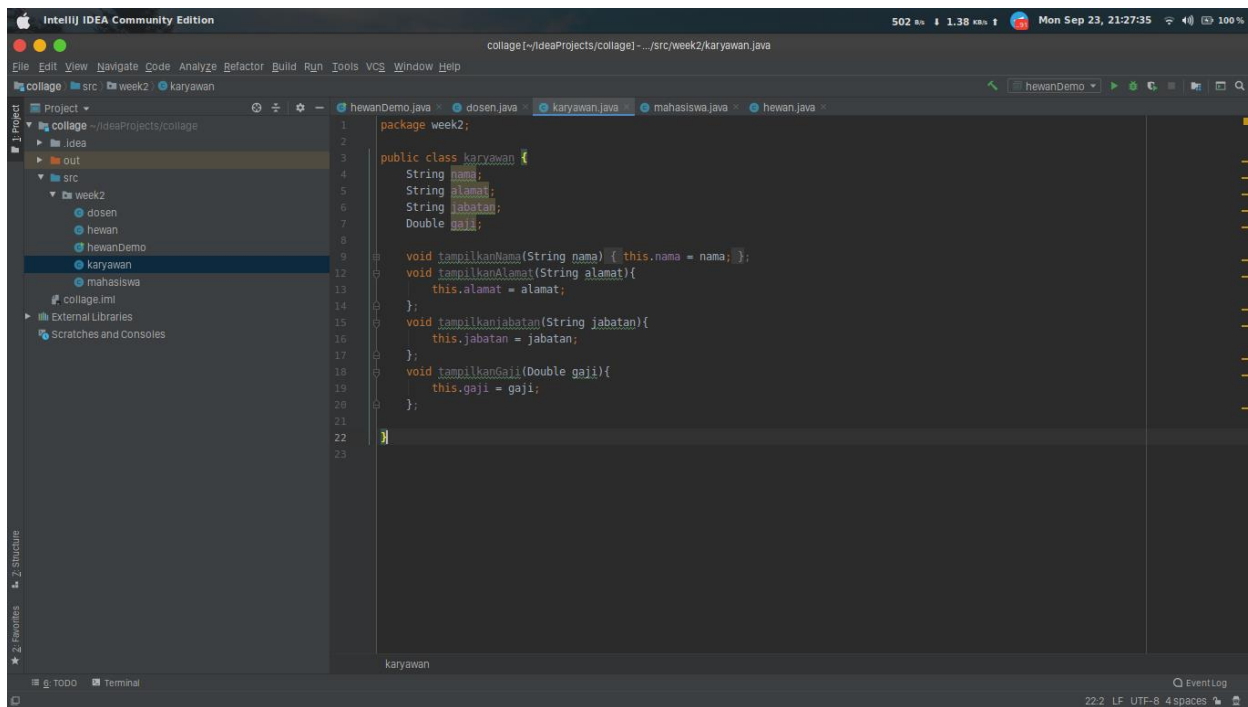 IntelliJ IDEA Community Edition
502 B/s ↓ 1.38 KB/s ↑ Mon Sep 23, 21:27:35 100%
collage [~/IdeaProjects/collage] - .../src/week2/karyawan.java
File Edit View Navigate Code Analyze Refactor Build Run Tools VCS Window Help
collage src week2 karyawan
hewanDemo
1: Project
Project
hewanDemo.java dosen.java karyawan.java mahasiswa.java hewan.java
collage ~/IdeaProjects/collage
.idea
out
src
week2
dosen
hewan
hewanDemo
karyawan
mahasiswa
collage.iml
External Libraries
Scratches and Consoles
1 package week2;
2
3 public class karyawan {
4 String nama;
5 String alamat;
6 String jabatan;
7 Double gaji;
8
9 void tampilkanNama(String nama) { this.nama = nama; };
12 void tampilkanAlamat(String alamat){
13 this.alamat = alamat;
14 };
15 void tampilkanjabatan(String jabatan){
16 this.jabatan = jabatan;
17 };
18 void tampilkanGaji(Double gaji){
19 this.gaji = gaji;
20 };
21
22 }
23
7: Structure
2: Favorites
karyawan
6: TODO Terminal
Event Log
22:2 LF UTF-8 4 spaces